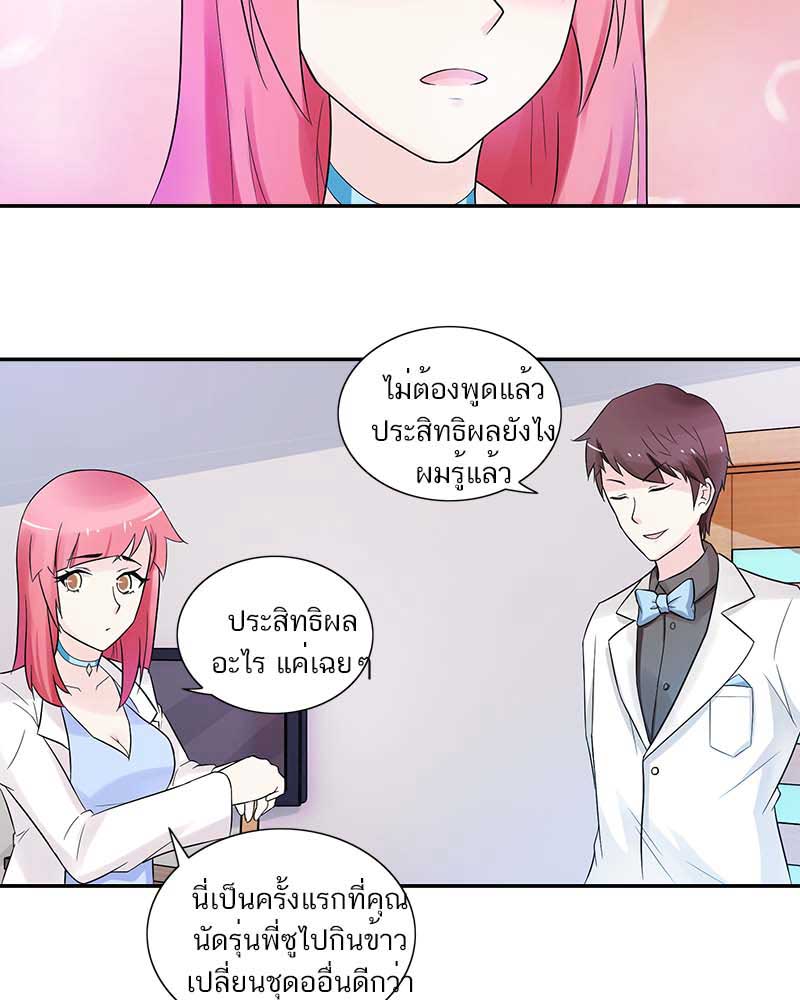 ไม่ต้องพูดแล้ว
ประสิทธิผลยังไง
ผมรู้แล้ว
ประสิทธิผล
อะไร แค่เฉยๆ
นี่เป็นครั้งแรกที่คุณ
นัดรุ่นพี่ซูไปกินข้าว
เปลี่ยนชุดออื่นดีกว่า